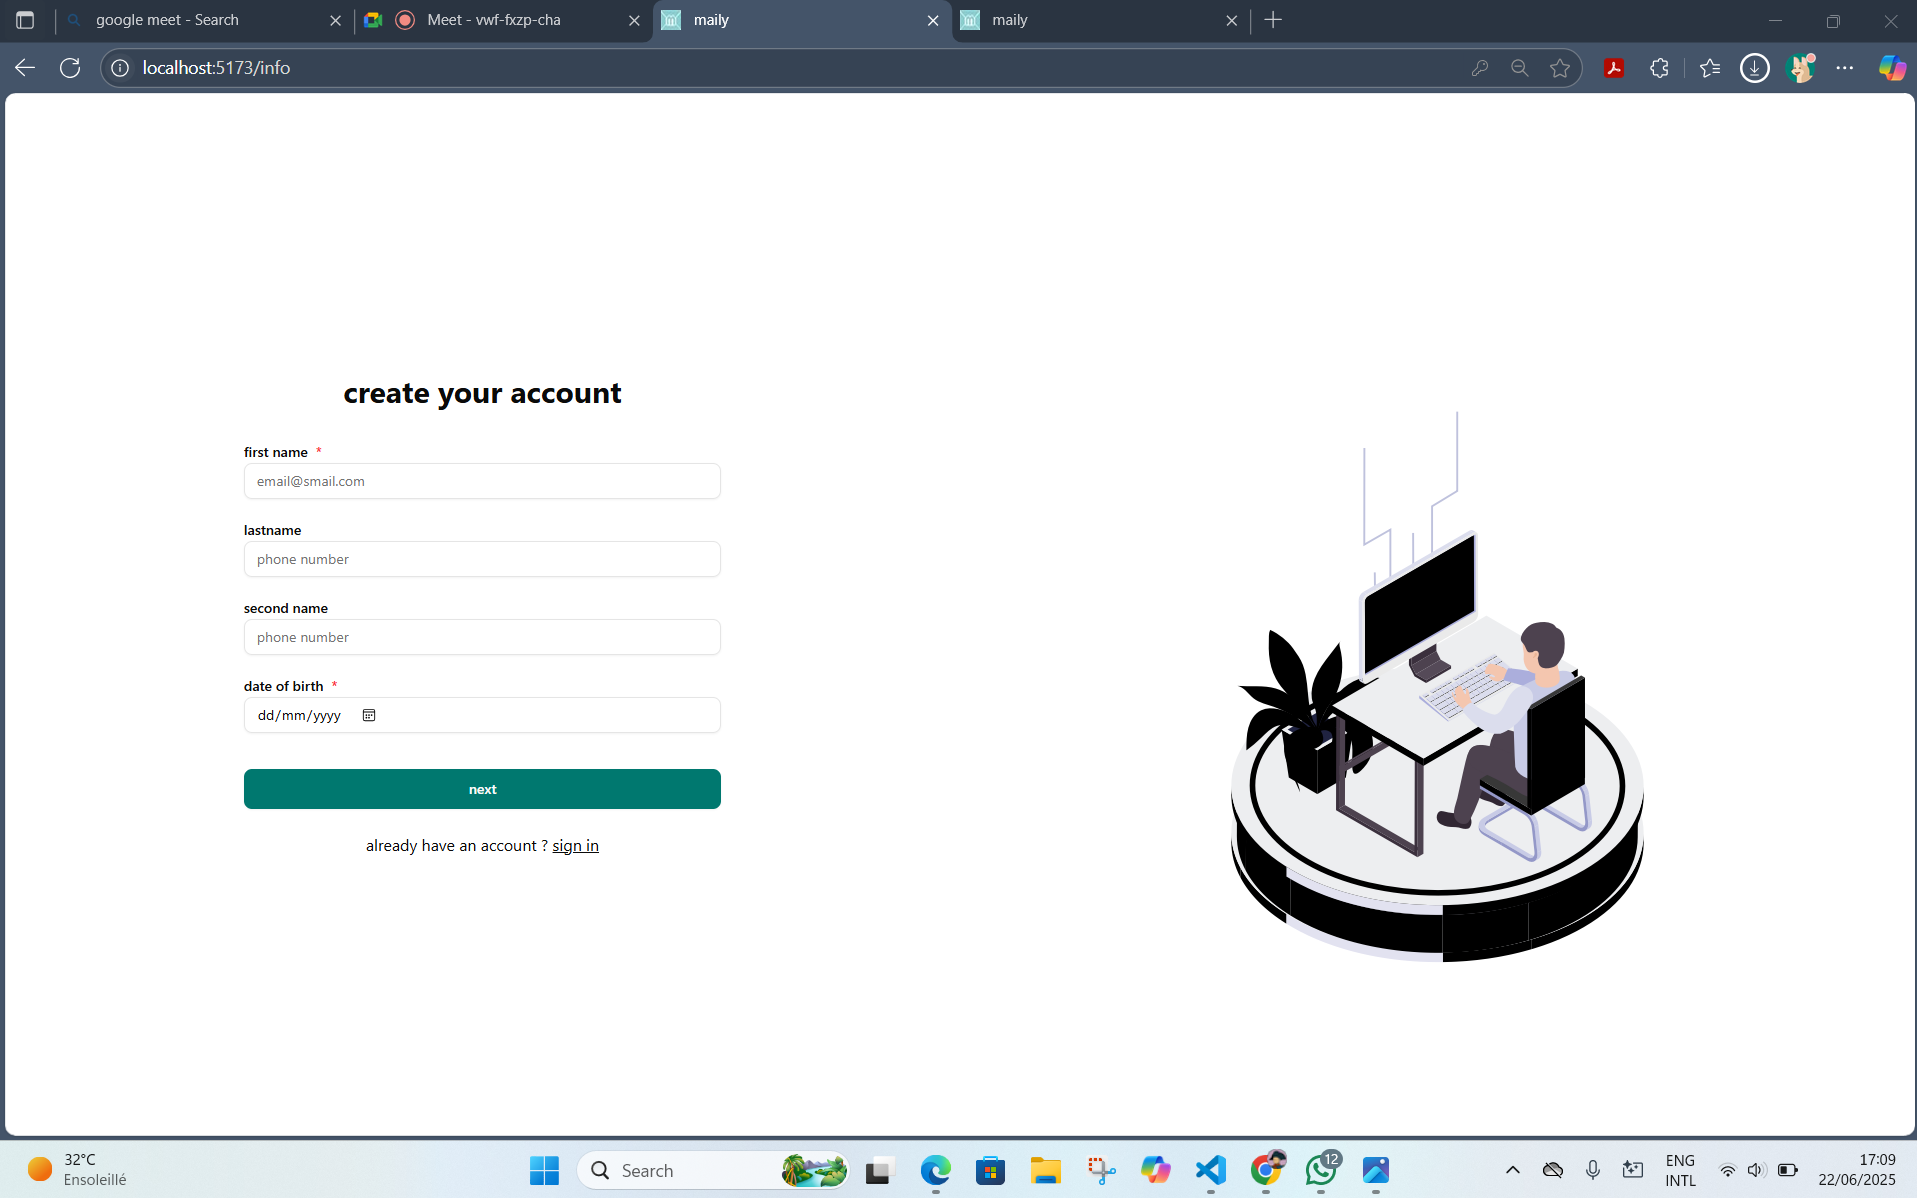 google meet - Search
Meet - vwf-fxzp-cha
maily
maily
localhost:5173/info
create your account
first name *
email@smail.com
lastname
phone number
second name
phone number
date of birth *
dd/mm/yyyy
next
already have an account ? sign in
32°C
Ensoleillé
Search
12
ENG
INTL
17:09
22/06/2025